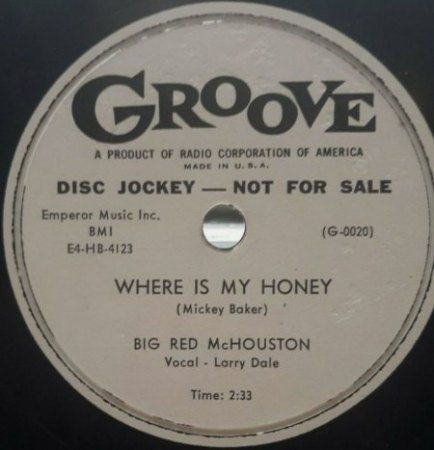 GROOVE
A PRODUCT OF RADIO CORPORATION OF AMERICA
MADE IN U.S.A.
DISC JOCKEY — NOT FOR SALE
Emperor Music Inc.
BMI (G-0020)
E4-HB-4123
WHERE IS MY HONEY
(Mickey Baker)
BIG RED McHOUSTON
Vocal - Larry Dale
Time: 2:33